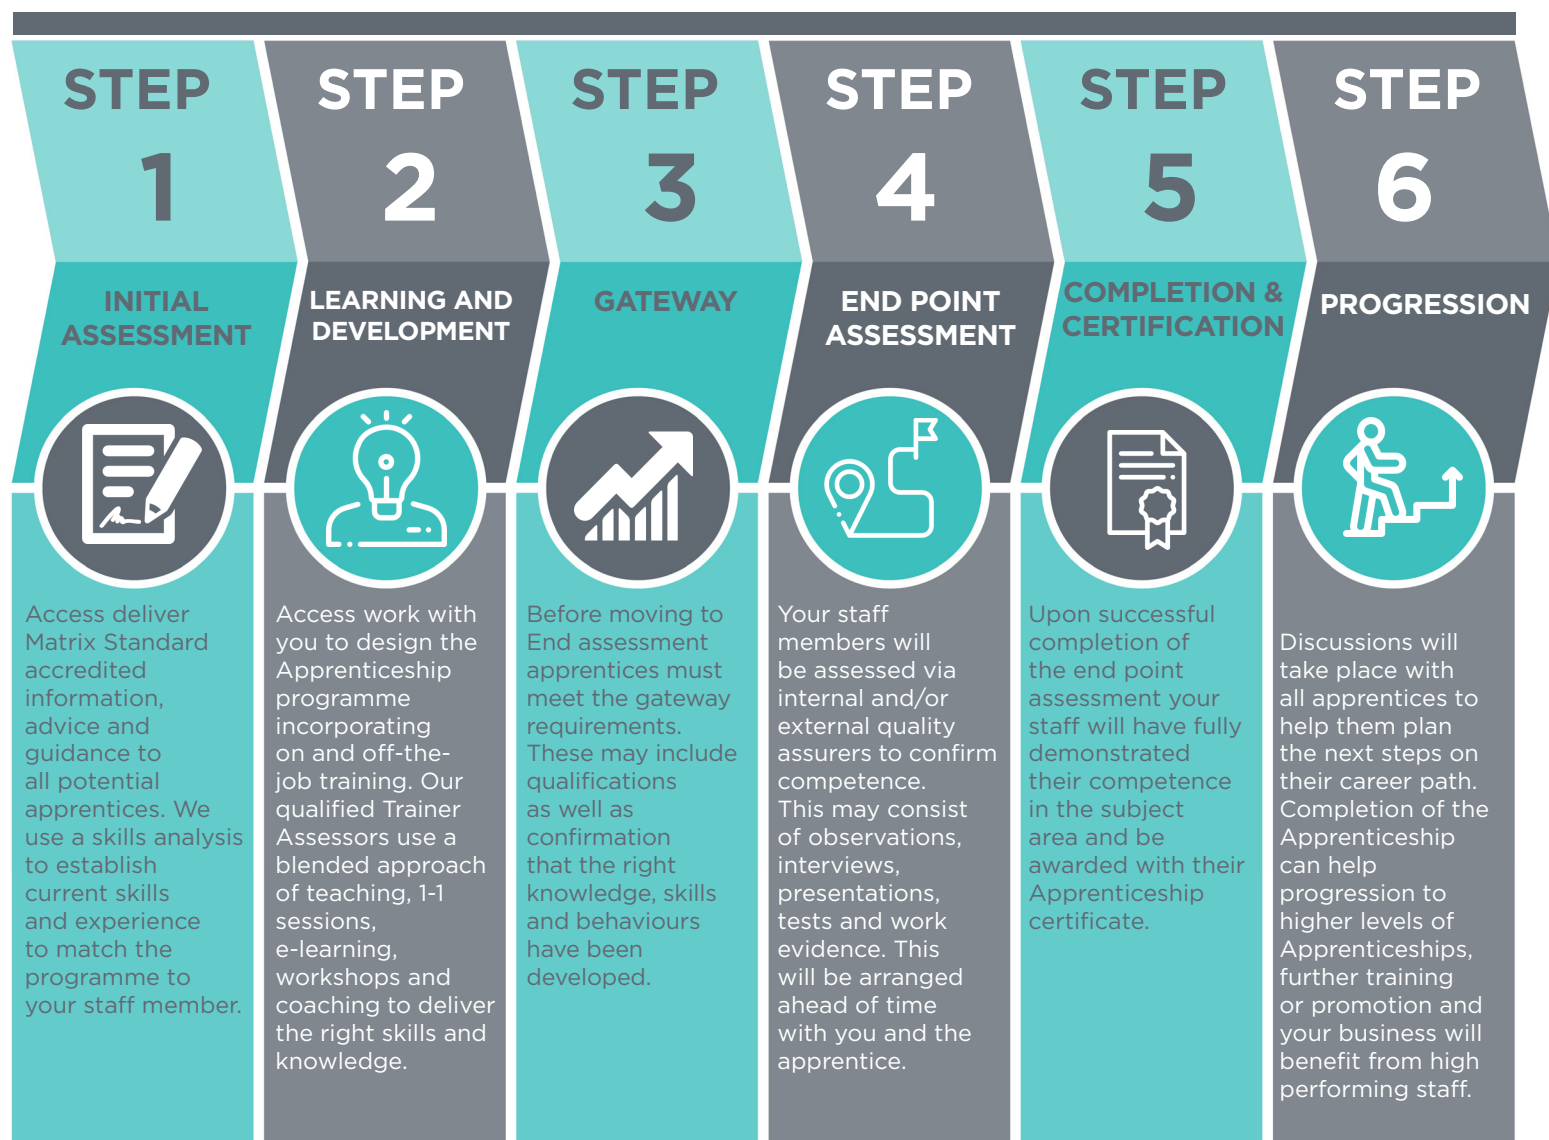 STEP
1
INITIAL
ASSESSMENT
Access deliver
Matrix Standard
accredited
information,
advice and
guidance to
all potential
apprentices. We
use a skills analysis
to establish
current skills
and experience
to match the
programme to
your staff member.
STEP
2
LEARNING AND
DEVELOPMENT
Access work with
you to design the
Apprenticeship
programme
incorporating
on and off-the-
job training. Our
qualified Trainer
Assessors use a
blended approach
of teaching, 1-1
sessions,
e-learning,
workshops and
coaching to deliver
the right skills and
knowledge.
STEP
3
GATEWAY
Before moving to
End assessment
apprentices must
meet the gateway
requirements.
These may include
qualifications
as well as
confirmation
that the right
knowledge, skills
and behaviours
have been
developed.
STEP
4
END POINT
ASSESSMENT
Your staff
members will
be assessed via
internal and/or
external quality
assurers to confirm
competence.
This may consist
of observations,
interviews,
presentations,
tests and work
evidence. This
will be arranged
ahead of time
with you and the
apprentice.
STEP
5
COMPLETION &
CERTIFICATION
Upon successful
completion of
the end point
assessment your
staff will have fully
demonstrated
their competence
in the subject
area and be
awarded with their
Apprenticeship
certificate.
STEP
6
PROGRESSION
Discussions will
take place with
all apprentices to
help them plan
the next steps on
their career path.
Completion of the
Apprenticeship
can help
progression to
higher levels of
Apprenticeships,
further training
or promotion and
your business will
benefit from high
performing staff.